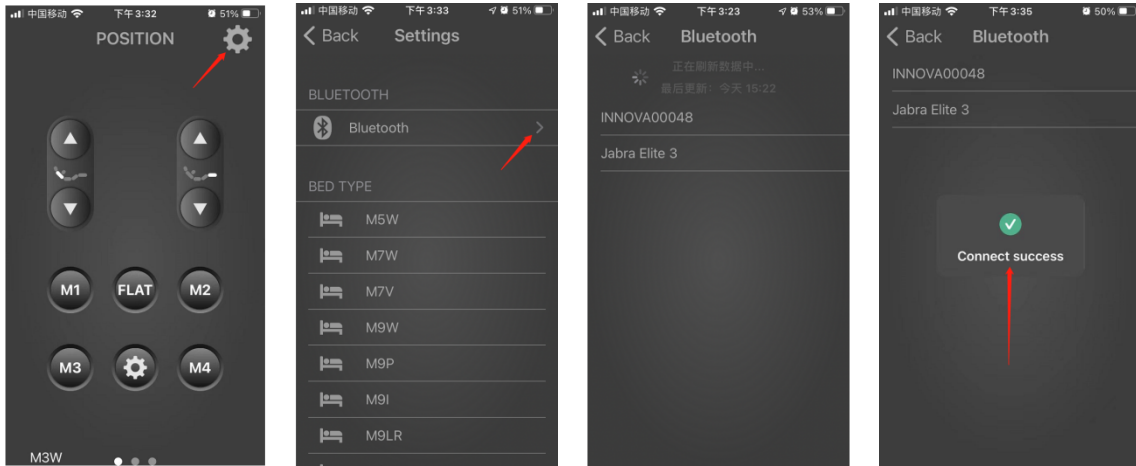 中国移动 下午3:32 51%
POSITION
M1 FLAT M2
M3 M4
M3W
中国移动 下午3:33 51%
Back Settings
BLUETOOTH
Bluetooth
BED TYPE
M5W
M7W
M7V
M9W
M9P
M9I
M9LR
中国移动 下午3:23 53%
Back Bluetooth
正在刷新数据中...
最后更新：今天 15:22
INNOVA00048
Jabra Elite 3
中国移动 下午3:35 50%
Back Bluetooth
INNOVA00048
Jabra Elite 3
Connect success